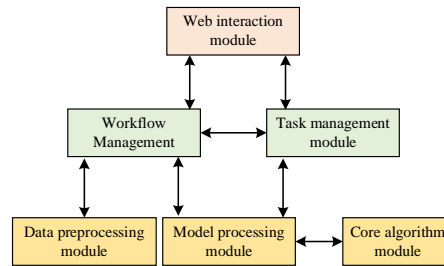 Web interaction
module
Workflow
Management
Task management
module
Data preprocessing
module
Model processing
module
Core algorithm
module